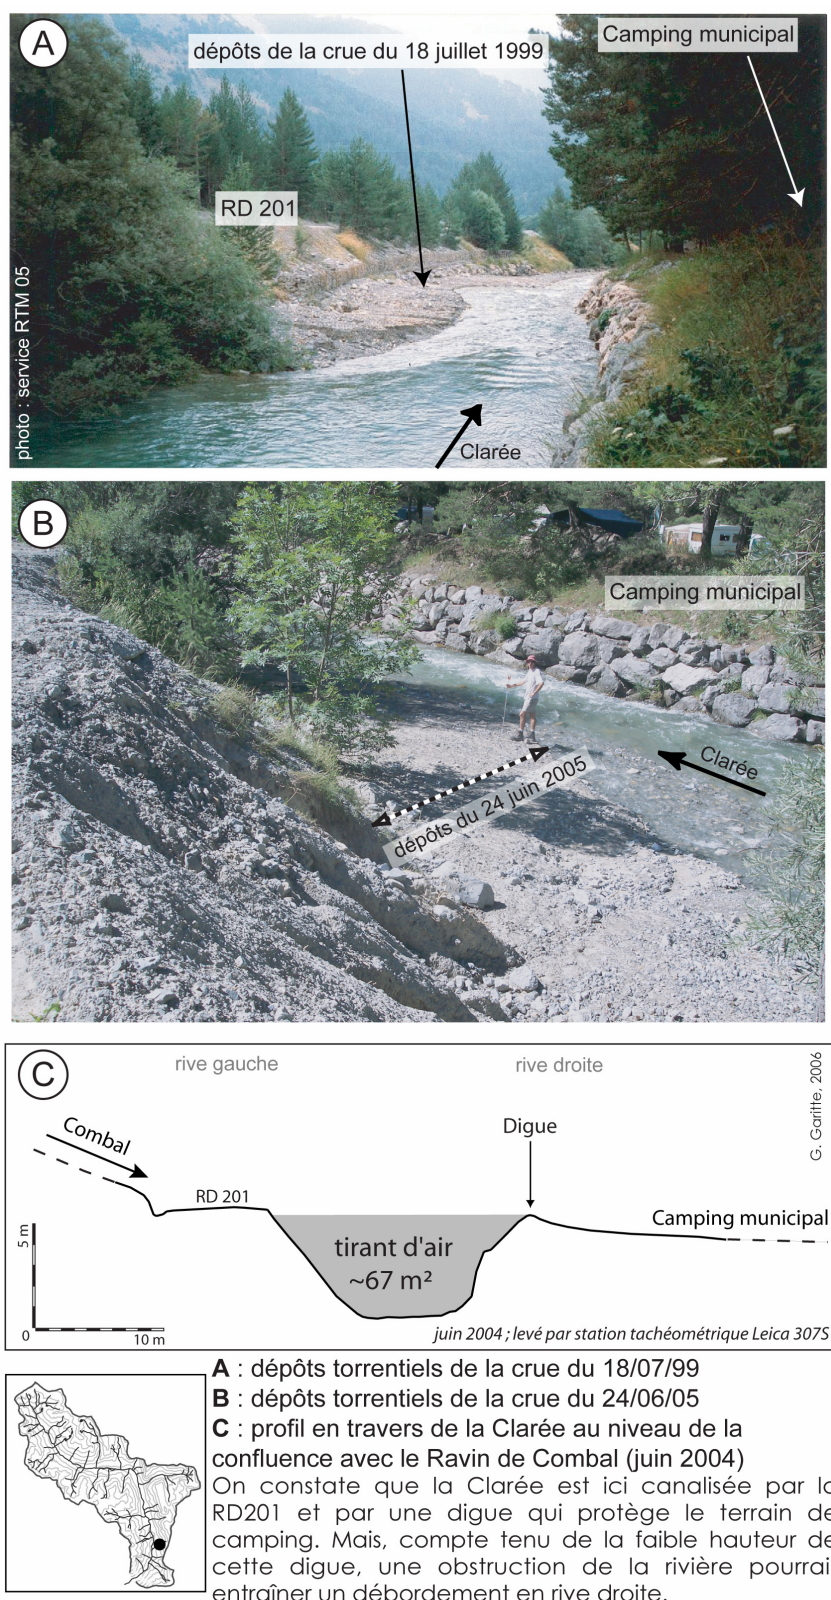 A
dépôts de la crue du 18 juillet 1999
Camping municipal
RD 201
photo : service RTM 05
Clarée
B
Camping municipal
Clarée
dépôts du 24 juin 2005
C
rive gauche
rive droite
G. Garitte, 2006
Combal
Digue
RD 201
Camping municipal
5 m
tirant d'air
~67 m²
0
10 m
juin 2004 ; levé par station tachéométrique Leica 307S
A : dépôts torrentiels de la crue du 18/07/99
B : dépôts torrentiels de la crue du 24/06/05
C : profil en travers de la Clarée au niveau de la
confluence avec le Ravin de Combal (juin 2004)
On constate que la Clarée est ici canalisée par la
RD201 et par une digue qui protège le terrain de
camping. Mais, compte tenu de la faible hauteur de
cette digue, une obstruction de la rivière pourrai
entraîner un débordement en rive droite.